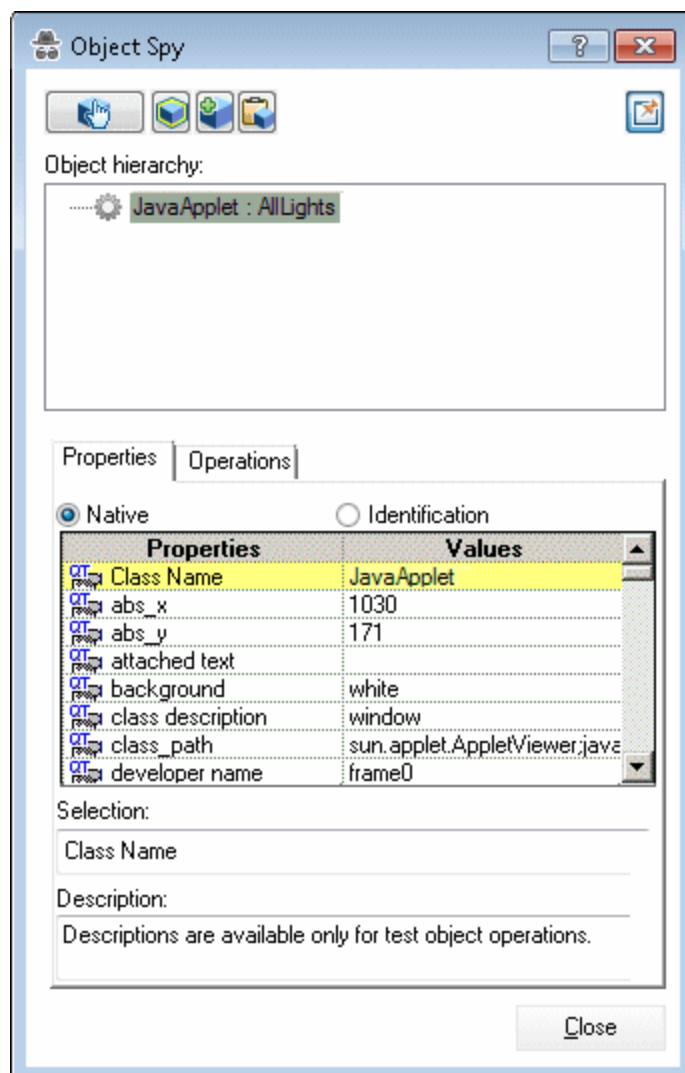 Object Spy
Object hierarchy:
JavaApplet : AllLights
Properties Operations
Native Identification
Properties Values
Class Name JavaApplet
abs_x 1030
abs_y 171
attached text
background white
class description window
class_path sun.applet.AppletViewer;java
developer name frame0
Selection:
Class Name
Description:
Descriptions are available only for test object operations.
Close